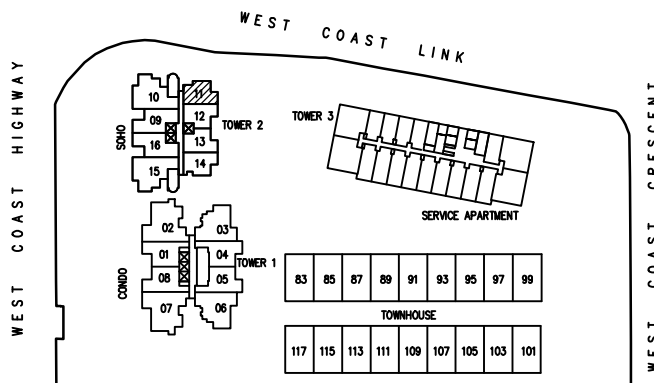 WEST COAST LINK
WEST COAST HIGHWAY
WEST COAST CRESCENT
10
11
09
12
SOHO
TOWER 2
16
13
15
14
TOWER 3
SERVICE APARTMENT
02
03
01
04
TOWER 1
CONDO
08
05
07
06
83 85 87 89 91 93 95 97 99
TOWNHOUSE
117 115 113 111 109 107 105 103 101